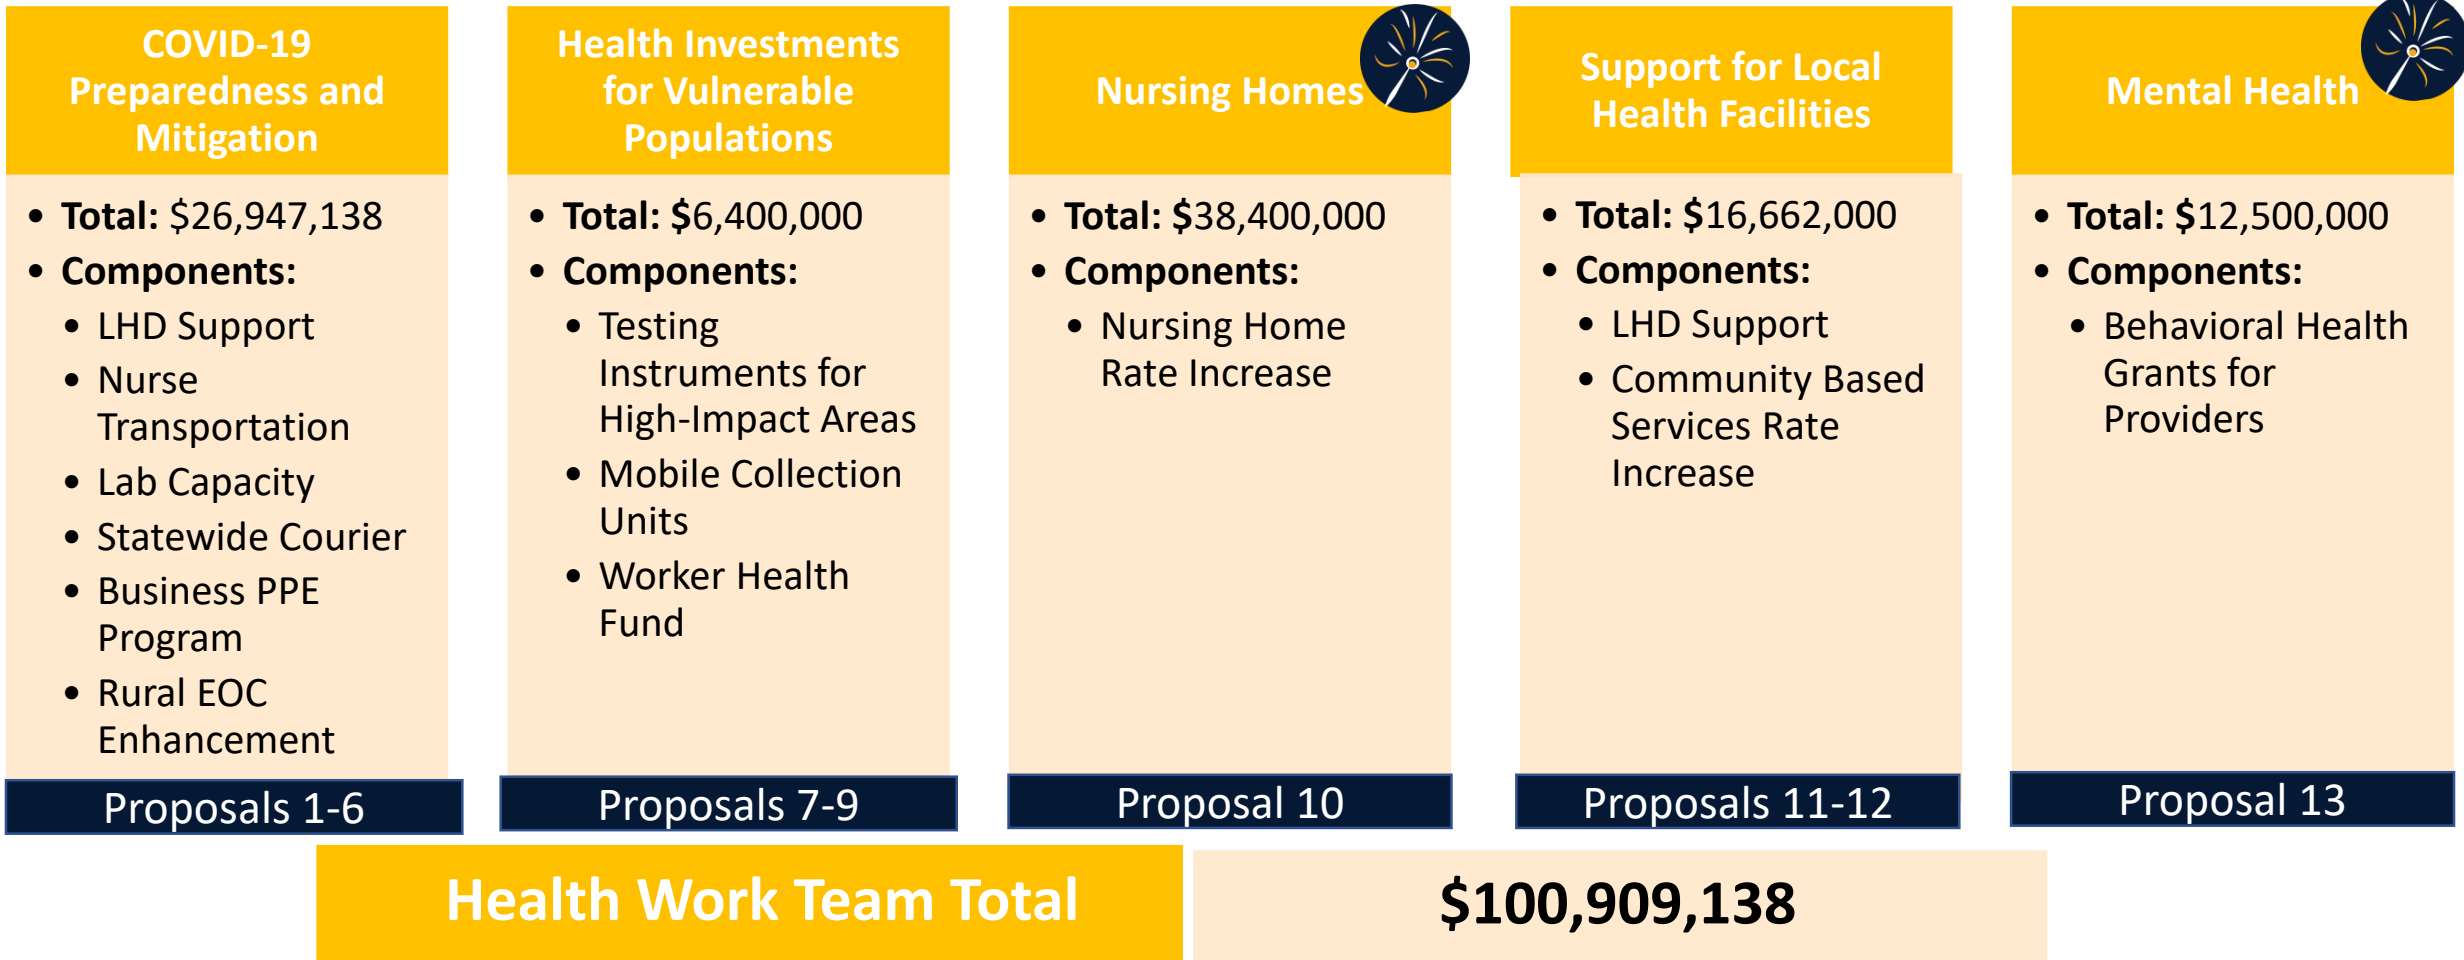 COVID-19
Preparedness and
Mitigation
• Total: $26,947,138
• Components:
• LHD Support
• Nurse
Transportation
• Lab Capacity
• Statewide Courier
• Business PPE
Program
• Rural EOC
Enhancement
Proposals 1-6
Health Investments
for Vulnerable
Populations
• Total: $6,400,000
• Components:
• Testing
Instruments for
High-Impact Areas
• Mobile Collection
Units
• Worker Health
Fund
Proposals 7-9
Nursing Homes
• Total: $38,400,000
• Components:
• Nursing Home
Rate Increase
Proposal 10
Support for Local
Health Facilities
• Total: $16,662,000
• Components:
• LHD Support
• Community Based
Services Rate
Increase
Proposals 11-12
Mental Health
• Total: $12,500,000
• Components:
• Behavioral Health
Grants for
Providers
Proposal 13
Health Work Team Total
$100,909,138